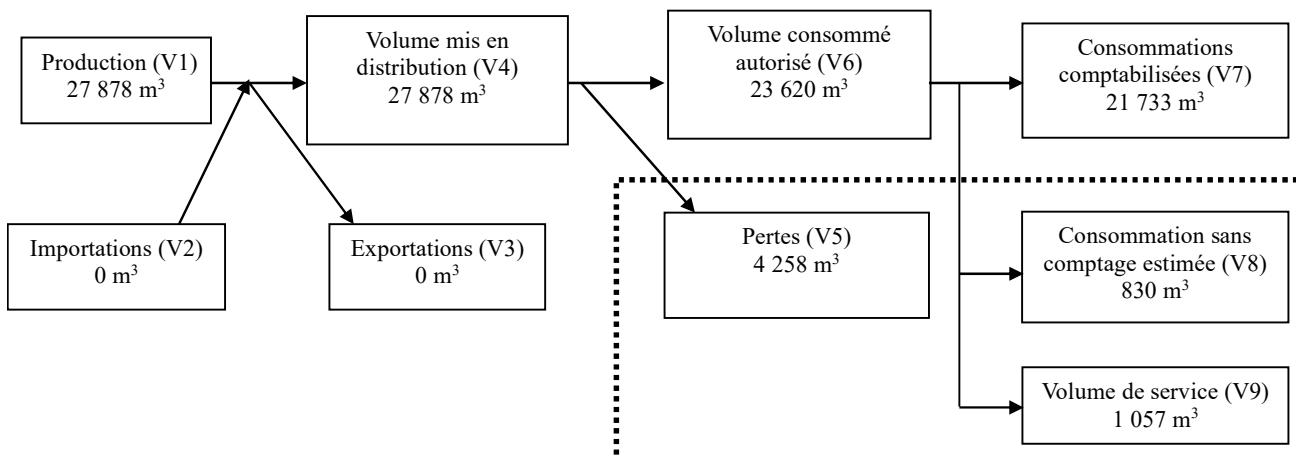 Production (V1)
27 878 m³
Volume mis en
distribution (V4)
27 878 m³
Volume consommé
autorisé (V6)
23 620 m³
Consommations
comptabilisées (V7)
21 733 m³
Importations (V2)
0 m³
Exportations (V3)
0 m³
Pertes (V5)
4 258 m³
Consommation sans
comptage estimée (V8)
830 m³
Volume de service (V9)
1 057 m³